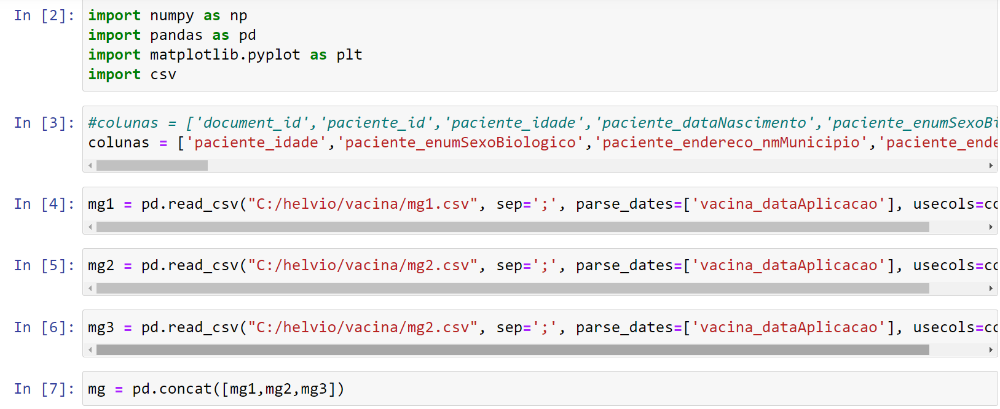 In [2]: import numpy as np
import pandas as pd
import matplotlib.pyplot as plt
import csv
In [3]: #colunas = ['document_id','paciente_id','paciente_idade','paciente_dataNascimento','paciente_enumSexoBi
colunas = ['paciente_idade','paciente_enumSexoBiologico','paciente_endereco_nmMunicipio','paciente_ende
In [4]: mg1 = pd.read_csv("C:/helvio/vacina/mg1.csv", sep=';', parse_dates=['vacina_dataAplicacao'], usecols=co
In [5]: mg2 = pd.read_csv("C:/helvio/vacina/mg2.csv", sep=';', parse_dates=['vacina_dataAplicacao'], usecols=co
In [6]: mg3 = pd.read_csv("C:/helvio/vacina/mg2.csv", sep=';', parse_dates=['vacina_dataAplicacao'], usecols=co
In [7]: mg = pd.concat([mg1,mg2,mg3])